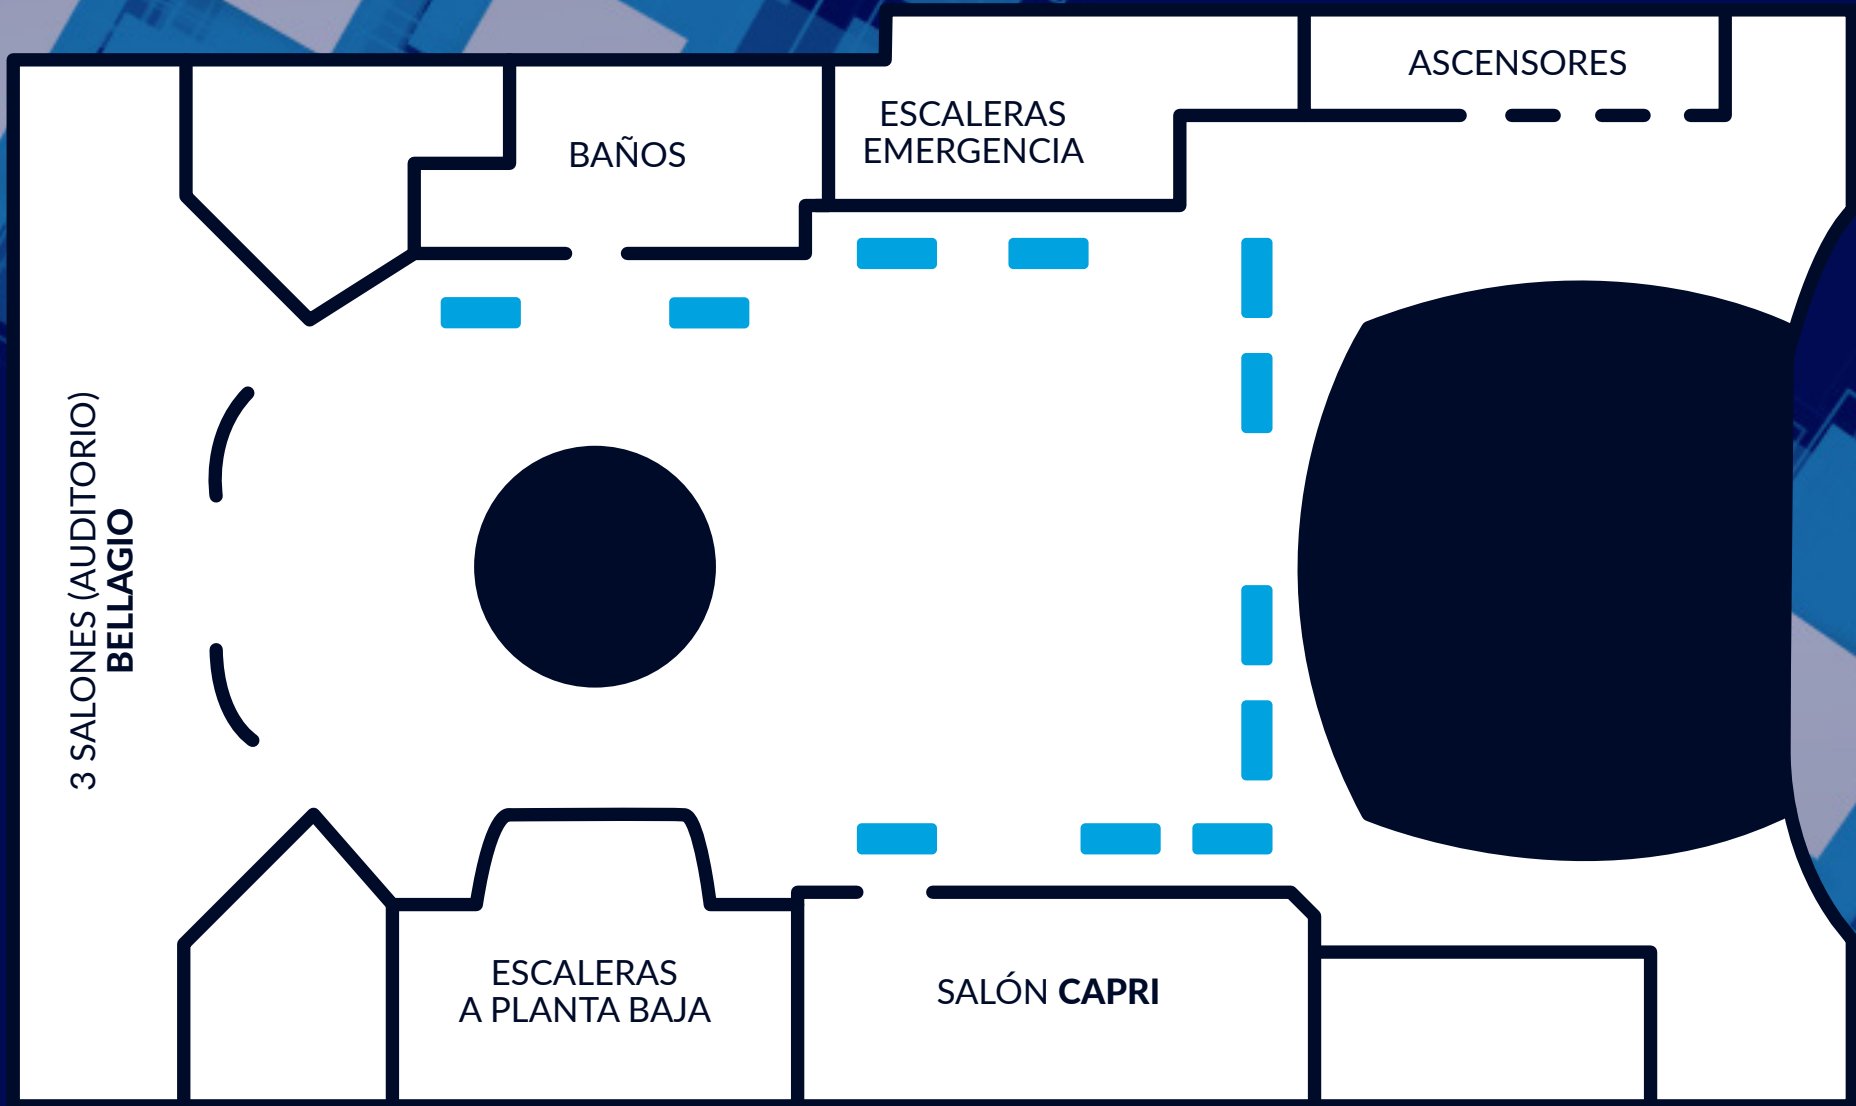 ASCENSORES
ESCALERAS
EMERGENCIA
BAÑOS
3 SALONES (AUDITORIO)
BELLAGIO
ESCALERAS
A PLANTA BAJA
SALÓN CAPRI